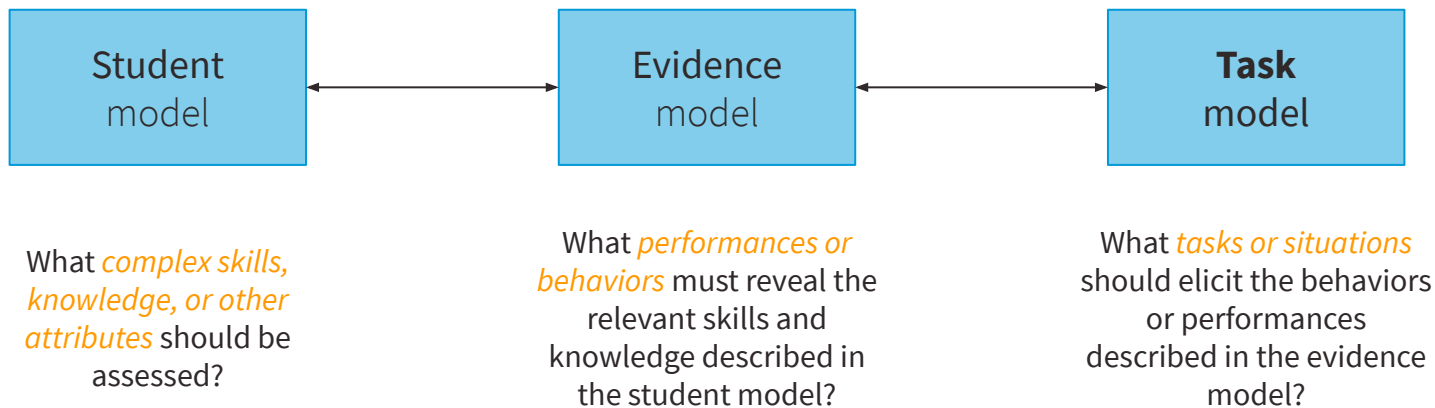 Student
model
Evidence
model
Task
model
What complex skills,
knowledge, or other
attributes should be
assessed?
What performances or
behaviors must reveal the
relevant skills and
knowledge described in
the student model?
What tasks or situations
should elicit the behaviors
or performances
described in the evidence
model?